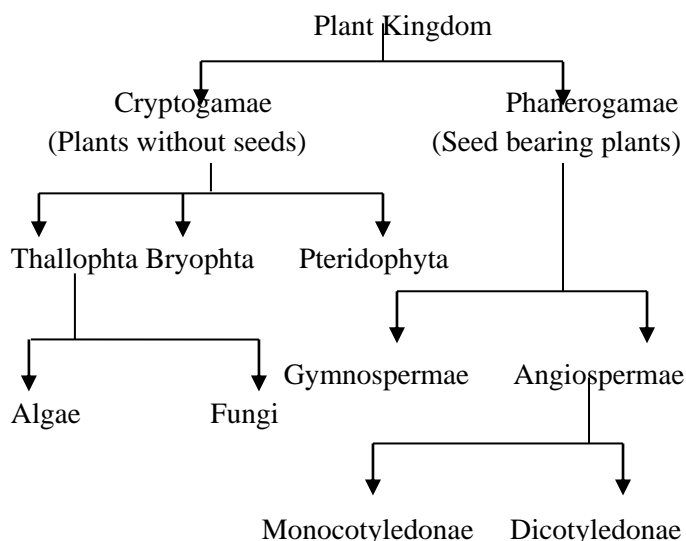 Plant Kingdom
Cryptogamae
(Plants without seeds)
Phanerogamae
(Seed bearing plants)
Thallophta Bryophta Pteridophyta
Gymnospermae Angiospermae
Algae Fungi
Monocotyledonae Dicotyledonae